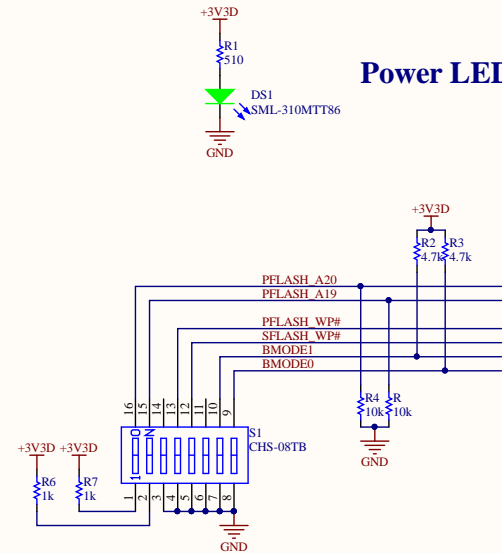 +3V3D
R1
510
Power LED
DS1
SML-310MTT86
GND
+3V3D
R2
R3
4.7k
4.7k
PFLASH_A20
PFLASH_A19
PFLASH_WP#
SFLASH_WP#
BMODE1
BMODE0
R4
R
10k
10k
GND
16
15
14
13
12
11
10
9
ON
S1
CHS-08TB
1
+3V3D
+3V3D
R6
1k
R7
1k
1
2
3
4
5
6
7
8
GND